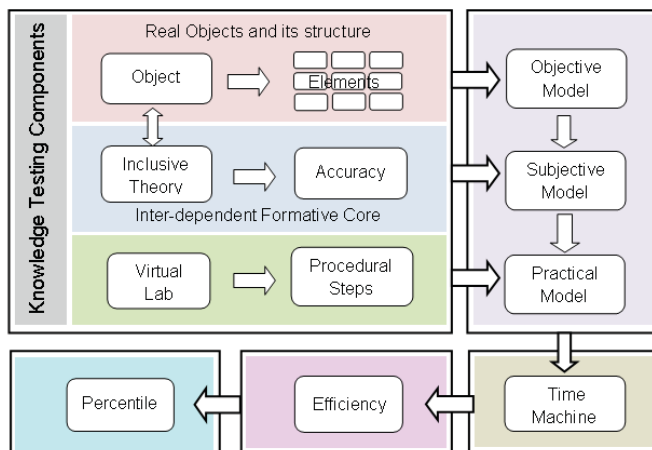 Knowledge Testing Components
Real Objects and its structure
Object
Elements
Inclusive
Theory
Accuracy
Inter-dependent Formative Core
Virtual
Lab
Procedural
Steps
Objective
Model
Subjective
Model
Practical
Model
Percentile
Efficiency
Time
Machine